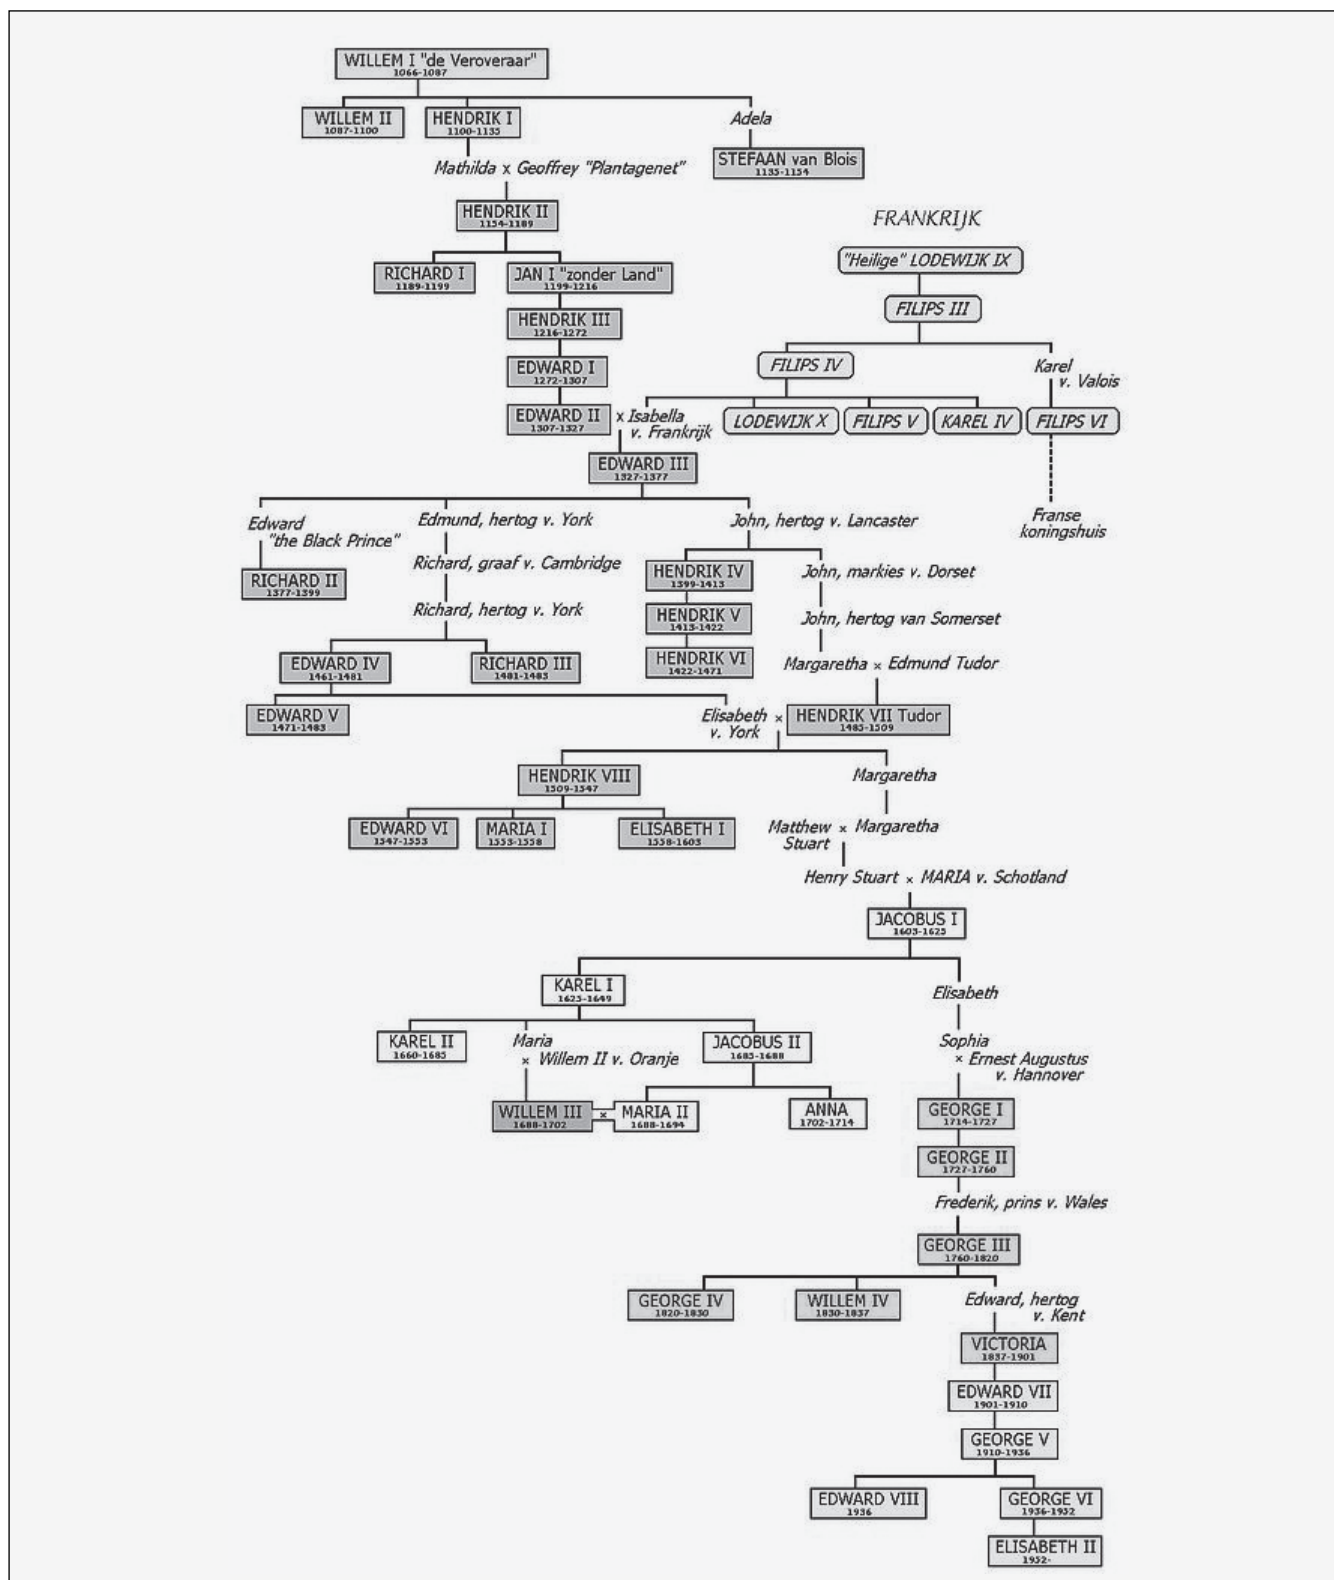 WILLEM I "de Veroveraar"
1066-1087
WILLEM II
1087-1100
HENDRIK I
1100-1135
Adela
STEFAAN van Blois
1135-1154
Mathilda x Geoffrey "Plantagenet"
HENDRIK II
1154-1189
FRANKRIJK
"Heilige" LODEWIJK IX
RICHARD I
1189-1199
JAN I "zonder Land"
1199-1216
FILIPS III
HENDRIK III
1216-1272
EDWARD I
1272-1307
FILIPS IV
Karel
v. Valois
EDWARD II
1307-1327
x Isabella
v. Frankrijk
LODEWIJK X
FILIPS V
KAREL IV
FILIPS VI
EDWARD III
1327-1377
Franse
koningshuis
Edward
"the Black Prince"
Edmund, hertog v. York
John, hertog v. Lancaster
RICHARD II
1377-1399
Richard, graaf v. Cambridge
HENDRIK IV
1399-1413
John, markies v. Dorset
Richard, hertog v. York
HENDRIK V
1413-1422
John, hertog van Somerset
EDWARD IV
1461-1481
RICHARD III
1481-1483
HENDRIK VI
1422-1471
Margaretha x Edmund Tudor
EDWARD V
1471-1483
Elisabeth x
v. York
HENDRIK VII Tudor
1485-1509
HENDRIK VIII
1509-1547
Margaretha
EDWARD VI
1547-1553
MARIA I
1553-1558
ELISABETH I
1558-1603
Matthew x Margaretha
Stuart
Henry Stuart x MARIA v. Schotland
JACOBUS I
1603-1625
KAREL I
1625-1649
Elisabeth
KAREL II
1660-1685
Maria
x Willem II v. Oranje
JACOBUS II
1685-1688
Sophia
x Ernest Augustus
v. Hannover
WILLEM III
1688-1702
x
MARIA II
1688-1694
ANNA
1702-1714
GEORGE I
1714-1727
GEORGE II
1727-1760
Frederik, prins v. Wales
GEORGE III
1760-1820
GEORGE IV
1820-1830
WILLEM IV
1830-1837
Edward, hertog
v. Kent
VICTORIA
1837-1901
EDWARD VII
1901-1910
GEORGE V
1910-1936
EDWARD VIII
1936
GEORGE VI
1936-1952
ELISABETH II
1952-